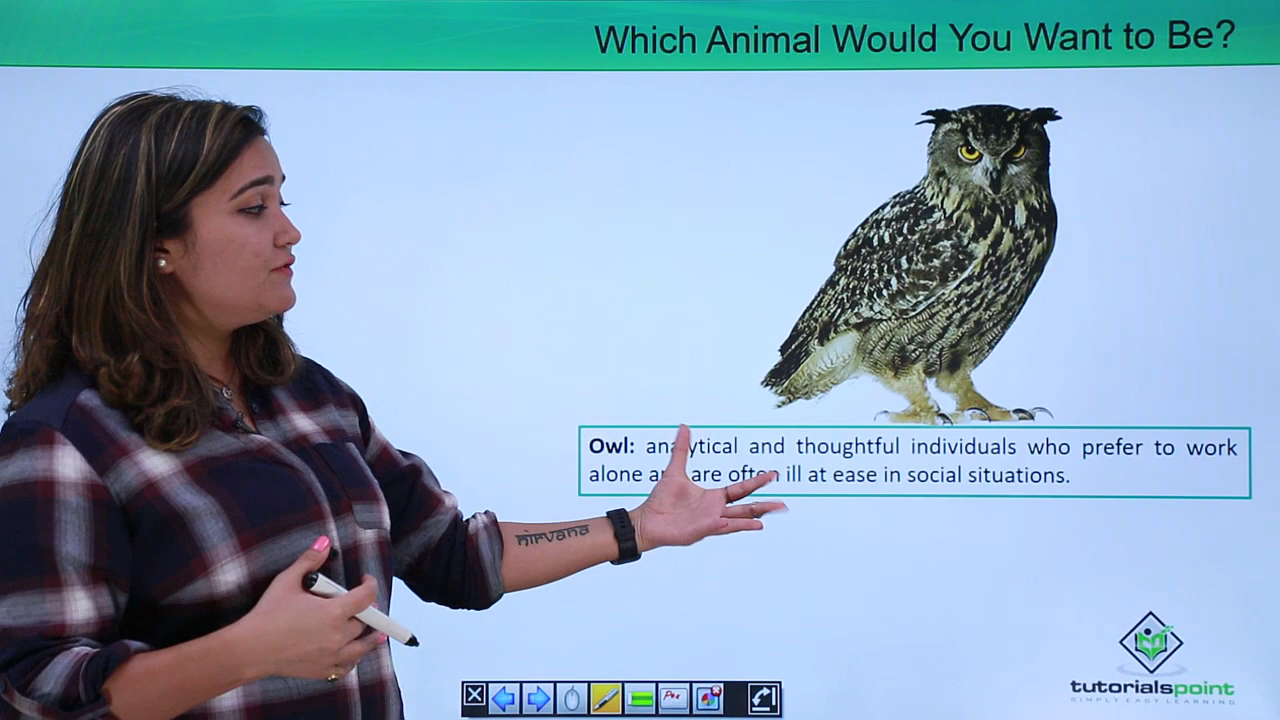 Which Animal Would You Want to Be?
Owl: analytical and thoughtful individuals who prefer to work
alone are often ill at ease in social situations.
nirvana
Pen
tutorialspoint
SIMPLY EASY LEARNING